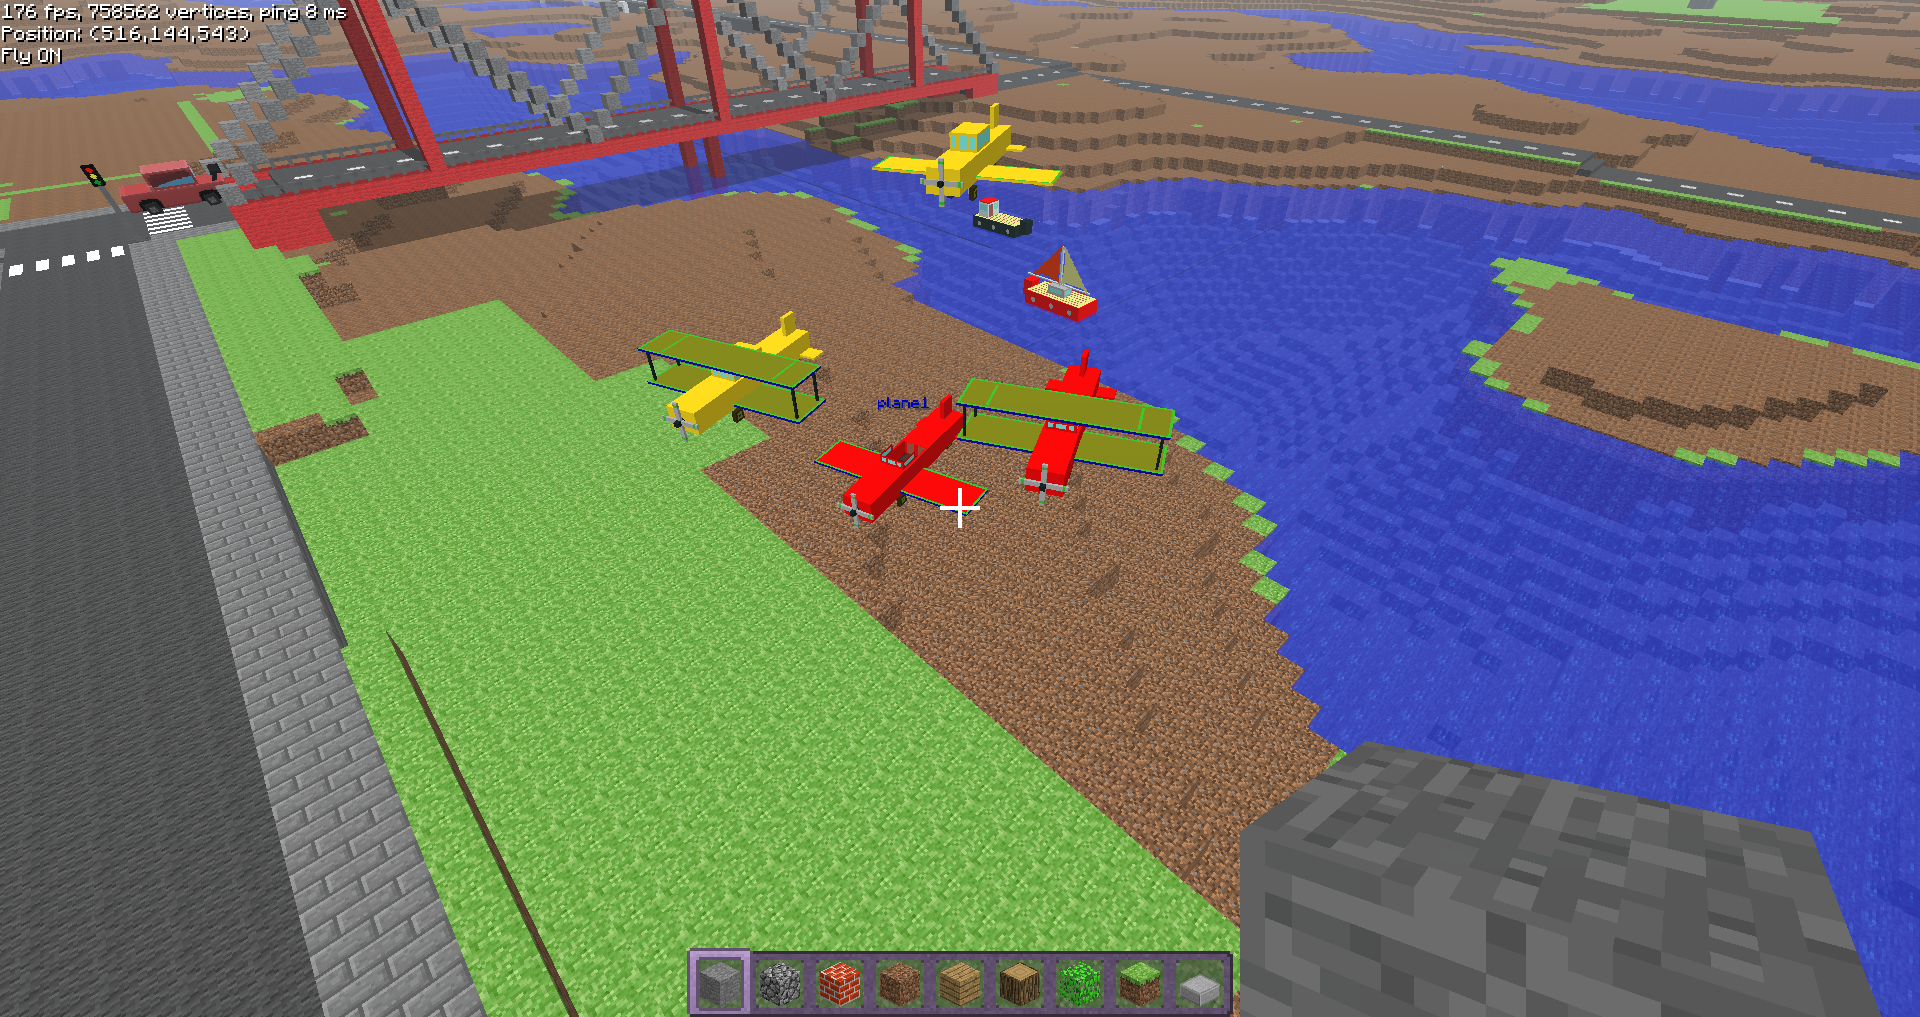 176 fps, 758562 vertices, ping 8 ms
Position: (516,144,543)
Fly ON
plane1